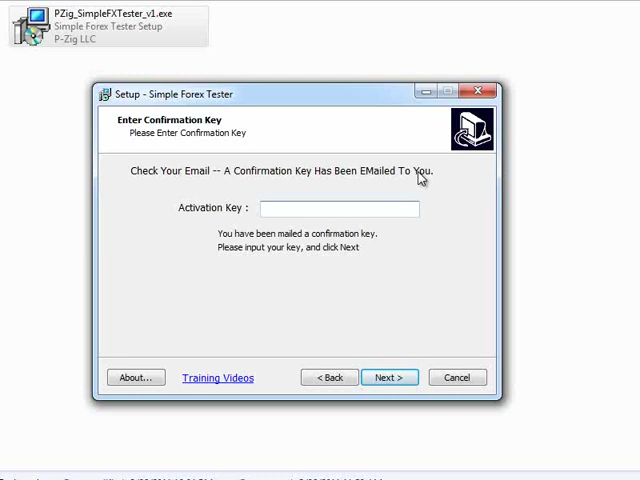 PZig_SimpleFXTester_v1.exe
Simple Forex Tester Setup
P-Zig LLC
Setup - Simple Forex Tester
Enter Confirmation Key
Please Enter Confirmation Key
Check Your Email -- A Confirmation Key Has Been EMailed To You.
Activation Key :
You have been mailed a confirmation key.
Please input your key, and click Next
About...
Training Videos
< Back
Next >
Cancel